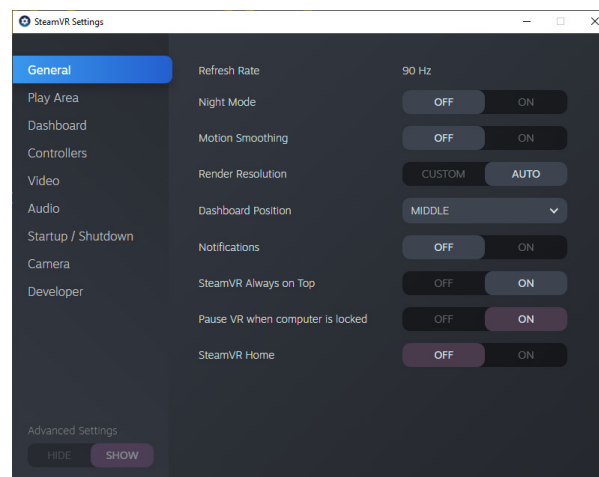 SteamVR Settings
General
Play Area
Dashboard
Controllers
Video
Audio
Startup / Shutdown
Camera
Developer
Advanced Settings
HIDE SHOW
Refresh Rate 90 Hz
Night Mode OFF ON
Motion Smoothing OFF ON
Render Resolution CUSTOM AUTO
Dashboard Position MIDDLE
Notifications OFF ON
SteamVR Always on Top OFF ON
Pause VR when computer is locked OFF ON
SteamVR Home OFF ON